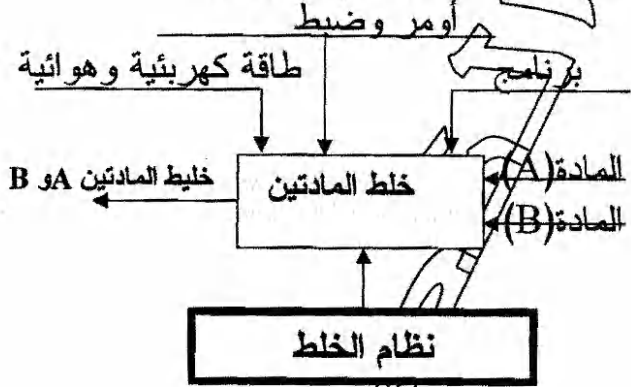 أومر وضبط
برنامج
طاقة كهربئية وهوائية
المادة(A)
المادة(B)
خلط المادتين
خليط المادتين A و B
نظام الخلط